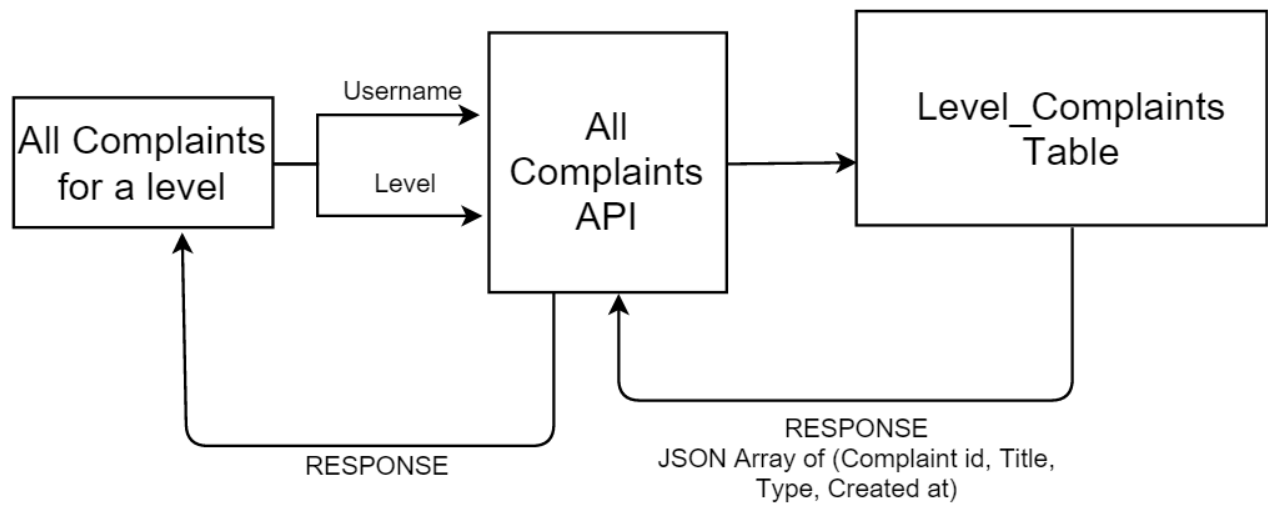 All Complaints
for a level
Username
Level
All
Complaints
API
Level_Complaints
Table
RESPONSE
RESPONSE
JSON Array of (Complaint id, Title,
Type, Created at)